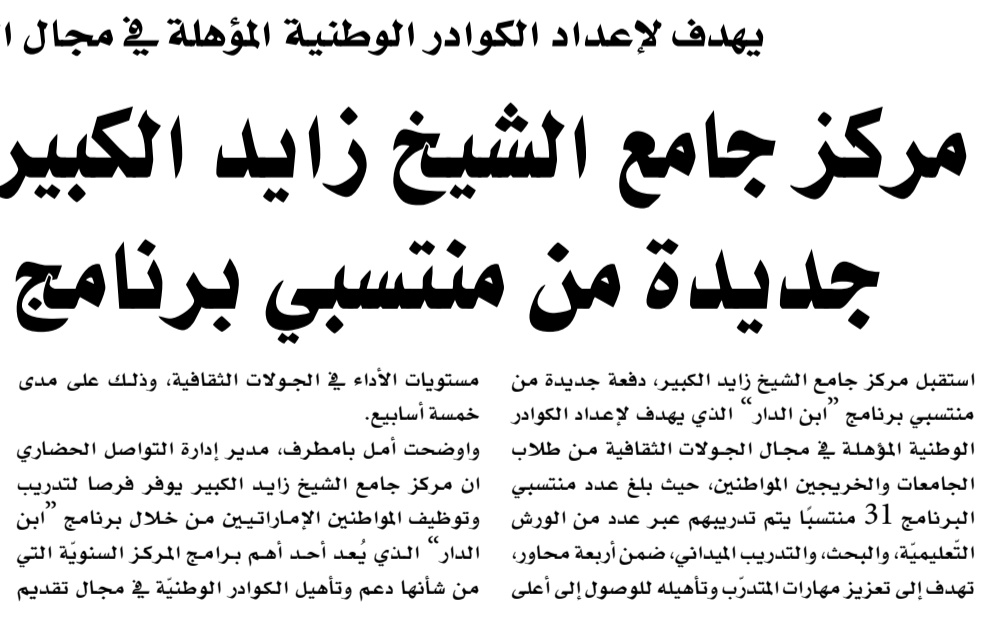 يهدف لإعداد الكوادر الوطنية المؤهلة في مجال ا
مركز جامع الشيخ زايد الكبير
جديدة من منتسبي برنامج
استقبل مركز جامع الشيخ زايد الكبير، دفعة جديدة من
منتسبي برنامج ”ابن الدار“ الذي يهدف لإعداد الكوادر
الوطنية المؤهلة في مجال الجولات الثقافية من طلاب
الجامعات والخريجين المواطنين، حيث بلغ عدد منتسبي
البرنامج 31 منتسبًا يتم تدريبهم عبر عدد من الورش
التّعليميّة، والبحث، والتدريب الميداني، ضمن أربعة محاور،
تهدف إلى تعزيز مهارات المتدرّب وتأهيله للوصول إلى أعلى
مستويات الأداء في الجولات الثقافية، وذلك على مدى
خمسة أسابيع.
واوضحت أمل بامطرف، مدير إدارة التواصل الحضاري
ان مركز جامع الشيخ زايد الكبير يوفر فرصا لتدريب
وتوظيف المواطنين الإماراتيين من خلال برنامج ”ابن
الدار“ الذي يُعد أحد أهم برامج المركز السنويّة التي
من شأنها دعم وتأهيل الكوادر الوطنيّة في مجال تقديم